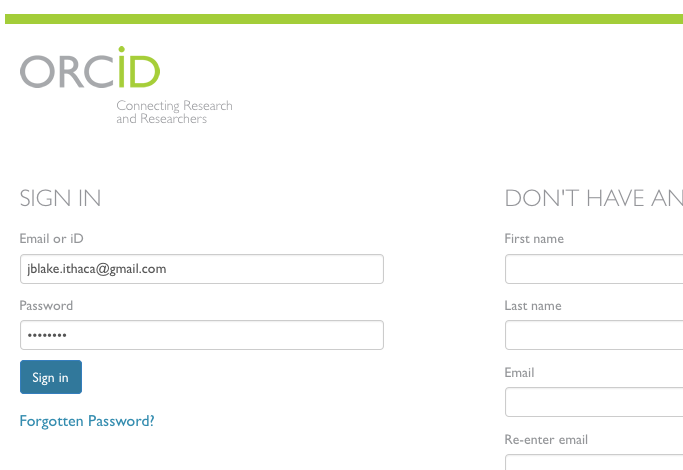 ORCiD
Connecting Research
and Researchers
SIGN IN
Email or iD
jblake.ithaca@gmail.com
Password
••••••••
Sign in
Forgotten Password?
DON'T HAVE AN
First name
Last name
Email
Re-enter email